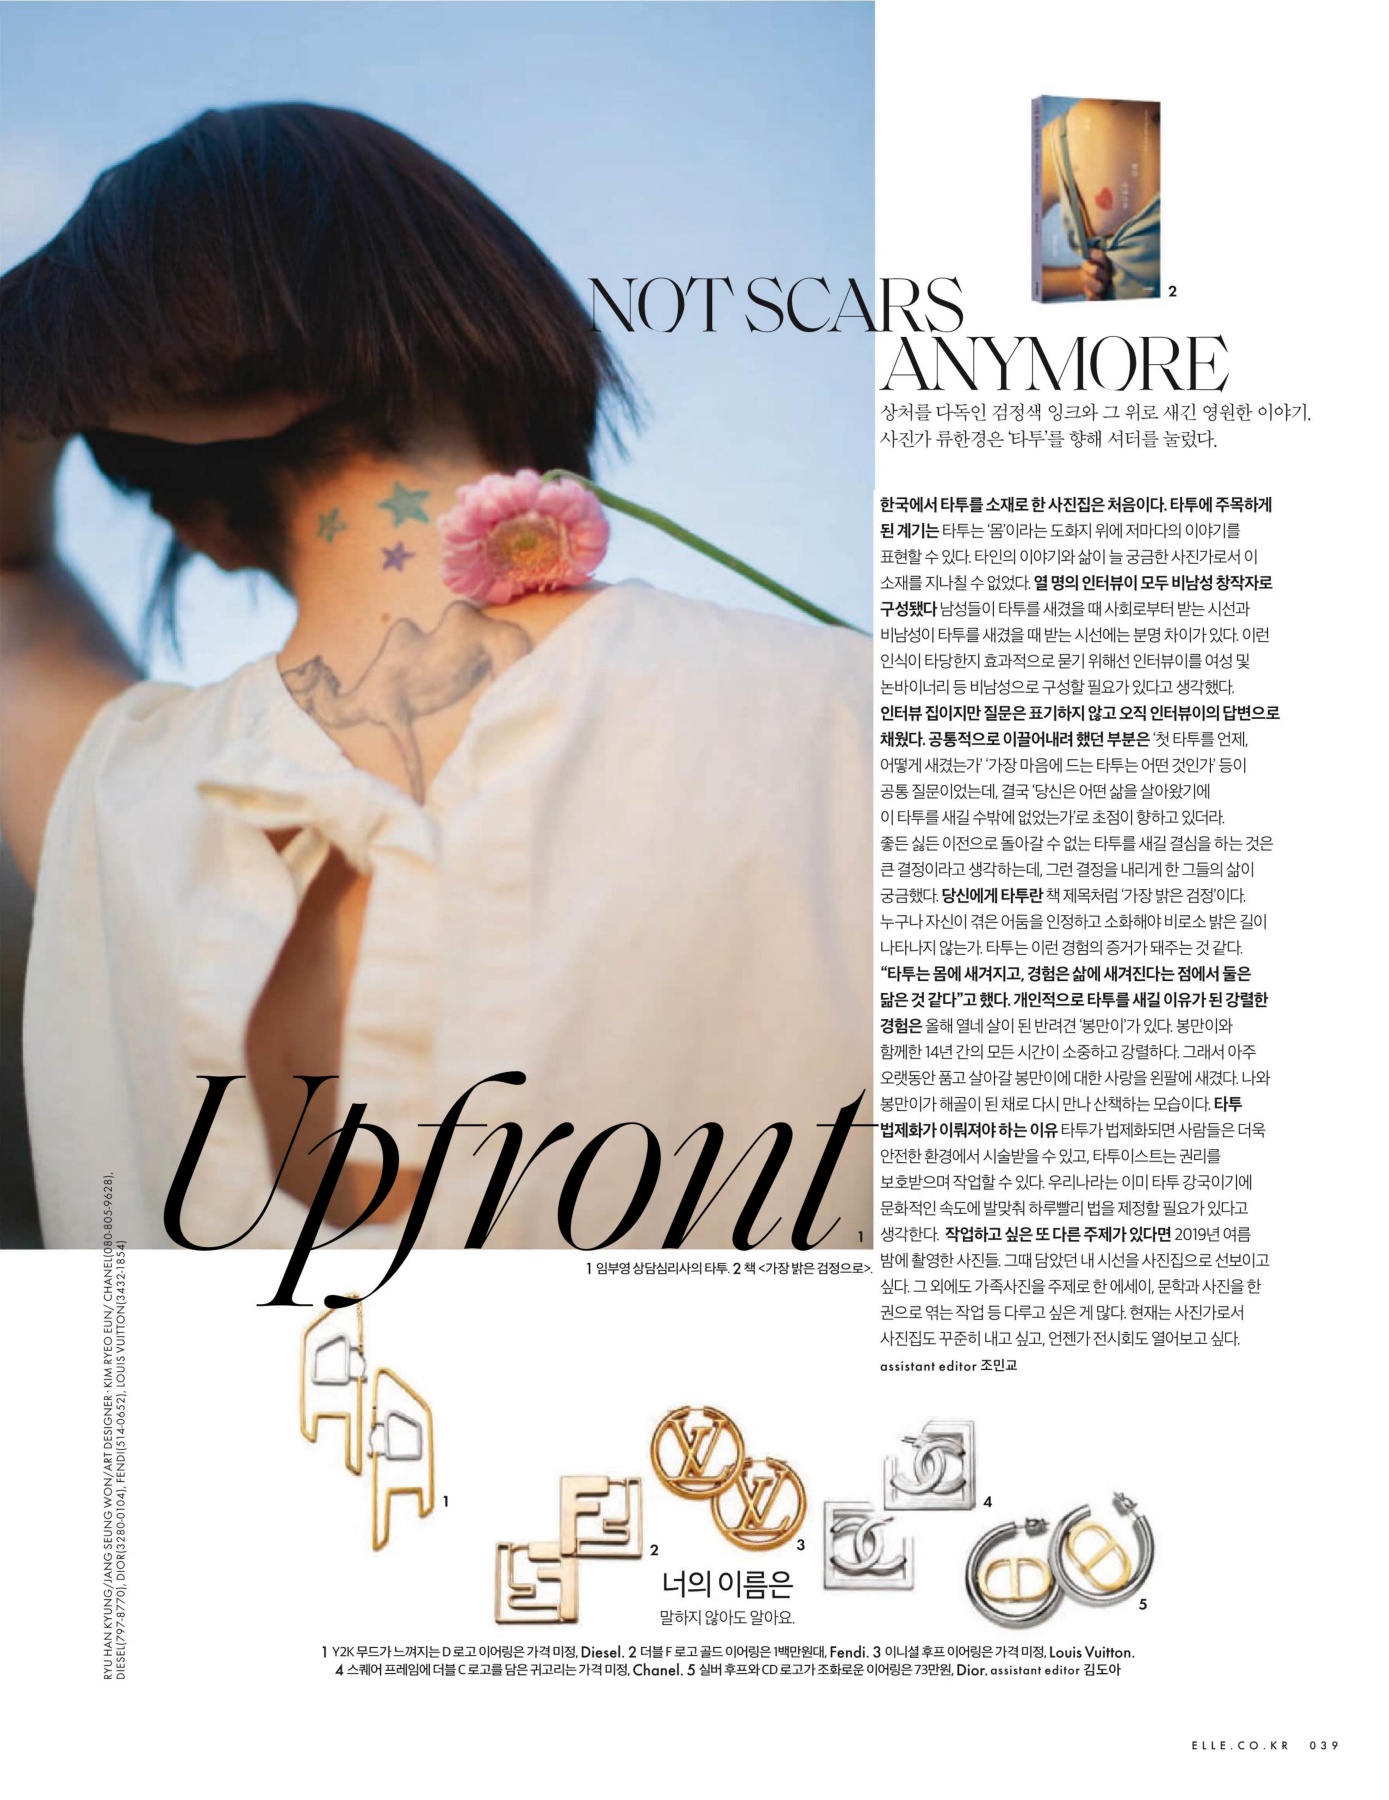 NOT SCARS
ANYMORE
2
상처를 다독인 검정색 잉크와 그 위로 새긴 영원한 이야기.
사진가 류한경은 '타투'를 향해 셔터를 눌렀다.
한국에서 타투를 소재로 한 사진집은 처음이다. 타투에 주목하게
된 계기는 타투는 '몸'이라는 도화지 위에 저마다의 이야기를
표현할 수 있다. 타인의 이야기와 삶이 늘 궁금한 사진가로서 이
소재를 지나칠 수 없었다. 열 명의 인터뷰이 모두 비남성 창작자로
구성됐다 남성들이 타투를 새겼을 때 사회로부터 받는 시선과
비남성이 타투를 새겼을 때 받는 시선에는 분명 차이가 있다. 이런
인식이 타당한지 효과적으로 묻기 위해선 인터뷰이를 여성 및
논바이너리 등 비남성으로 구성할 필요가 있다고 생각했다.
인터뷰 집이지만 질문은 표기하지 않고 오직 인터뷰이의 답변으로
채웠다. 공통적으로 이끌어내려 했던 부분은 '첫 타투를 언제,
어떻게 새겼는가' '가장 마음에 드는 타투는 어떤 것인가' 등이
공통 질문이었는데, 결국 '당신은 어떤 삶을 살아왔기에
이 타투를 새길 수밖에 없었는가'로 초점이 향하고 있더라.
좋든 싫든 이전으로 돌아갈 수 없는 타투를 새길 결심을 하는 것은
큰 결정이라고 생각하는데, 그런 결정을 내리게 한 그들의 삶이
궁금했다. 당신에게 타투란 책 제목처럼 '가장 밝은 검정'이다.
누구나 자신이 겪은 어둠을 인정하고 소화해야 비로소 밝은 길이
나타나지 않는가. 타투는 이런 경험의 증거가 돼주는 것 같다.
“타투는 몸에 새겨지고, 경험은 삶에 새겨진다는 점에서 둘은
닮은 것 같다”고 했다. 개인적으로 타투를 새길 이유가 된 강렬한
경험은 올해 열네 살이 된 반려견 '봉만이'가 있다. 봉만이와
함께한 14년 간의 모든 시간이 소중하고 강렬하다. 그래서 아주
오랫동안 품고 살아갈 봉만이에 대한 사랑을 왼팔에 새겼다. 나와
봉만이가 해골이 된 채로 다시 만나 산책하는 모습이다. 타투
법제화가 이뤄져야 하는 이유 타투가 법제화되면 사람들은 더욱
안전한 환경에서 시술받을 수 있고, 타투이스트는 권리를
보호받으며 작업할 수 있다. 우리나라는 이미 타투 강국이기에
문화적인 속도에 발맞춰 하루빨리 법을 제정할 필요가 있다고
생각한다. 작업하고 싶은 또 다른 주제가 있다면 2019년 여름
밤에 촬영한 사진들. 그때 담았던 내 시선을 사진집으로 선보이고
싶다. 그 외에도 가족사진을 주제로 한 에세이, 문학과 사진을 한
권으로 엮는 작업 등 다루고 싶은 게 많다. 현재는 사진가로서
사진집도 꾸준히 내고 싶고, 언젠가 전시회도 열어보고 싶다.
assistant editor 조민교
Upfront
1
1 임부영 상담심리사의 타투. 2 책 <가장 밝은 검정으로>.
RYU HAN KYUNG/JANG SEUNG WON/ART DESIGNER · KIM RYEO EUN/ CHANEL(080-805-9628),
DIESEL(797-8770), DIOR(3280-0104), FENDI(514-0652), LOUIS VUITTON(3432-1854)
1
2
3
4
5
너의 이름은
말하지 않아도 알아요.
1 Y2K 무드가 느껴지는 D 로고 이어링은 가격 미정, Diesel. 2 더블 F 로고 골드 이어링은 1백만원대, Fendi. 3 이니셜 후프 이어링은 가격 미정, Louis Vuitton.
4 스퀘어 프레임에 더블 C 로고를 담은 귀고리는 가격 미정, Chanel. 5 실버 후프와 CD 로고가 조화로운 이어링은 73만원, Dior. assistant editor 김도아
ELLE.CO.KR 039